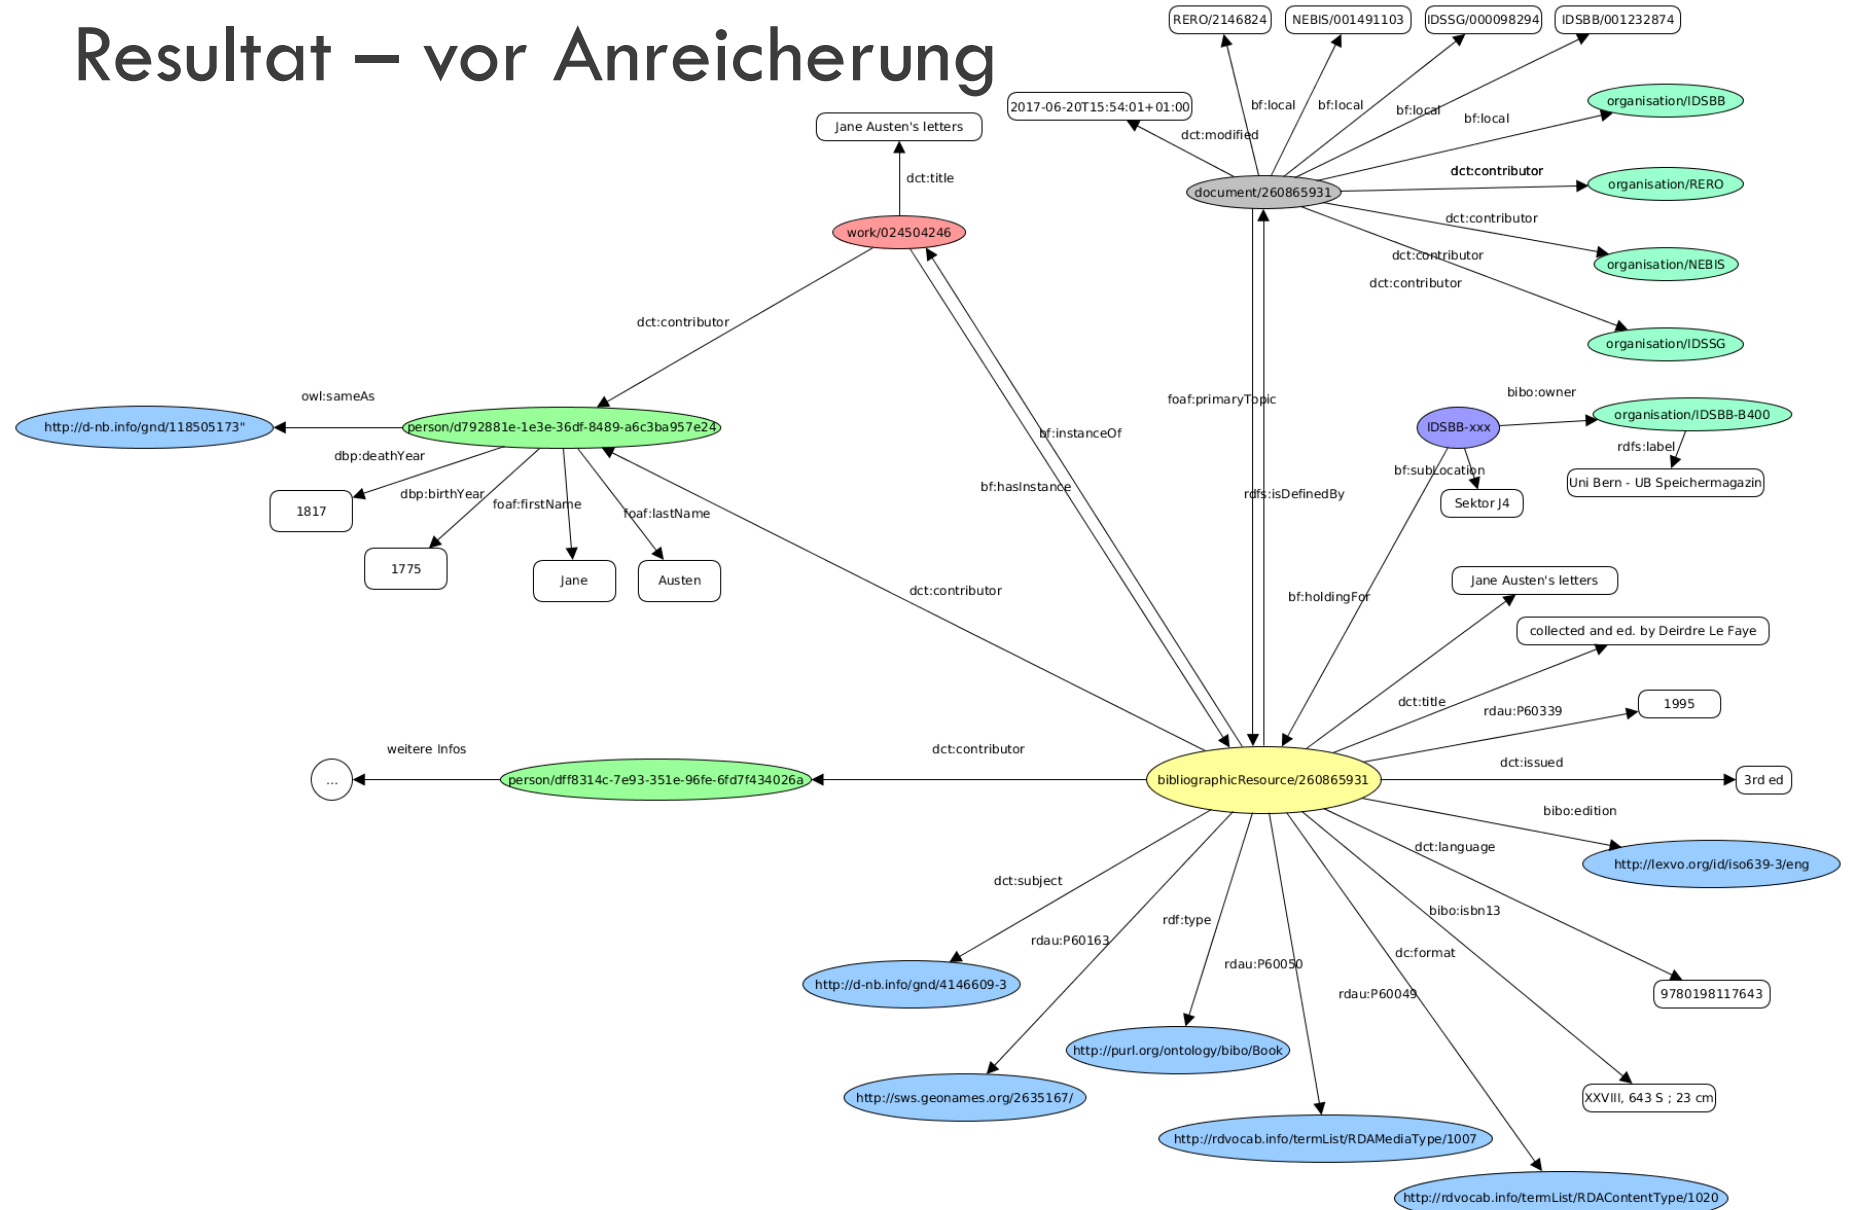 Resultat – vor Anreicherung
RERO/2146824
NEBIS/001491103
IDSSG/000098294
IDSBB/001232874
2017-06-20T15:54:01+01:00
bf:local
bf:local
bf:local
bf:local
organisation/IDSBB
Jane Austen's letters
dct:modified
dct:title
document/260865931
dct:contributor
organisation/RERO
work/024504246
dct:contributor
organisation/NEBIS
dct:contributor
dct:contributor
dct:contributor
organisation/IDSSG
owl:sameAs
foaf:primaryTopic
bibo:owner
http://d-nb.info/gnd/118505173"
person/d792881e-1e3e-36df-8489-a6c3ba957e24
bf:instanceOf
IDSBB-xxx
organisation/IDSBB-B400
rdfs:label
dbp:deathYear
bf:subLocation
Uni Bern - UB Speichermagazin
dbp:birthYear
foaf:firstName
foaf:lastName
bf:hasInstance
rdfs:isDefinedBy
Sektor J4
1817
1775
Jane
Austen
dct:contributor
bf:holdingFor
Jane Austen's letters
collected and ed. by Deirdre Le Faye
dct:title
rdau:P60339
1995
weitere Infos
dct:contributor
dct:issued
...
person/dff8314c-7e93-351e-96fe-6fd7f434026a
bibliographicResource/260865931
3rd ed
bibo:edition
dct:language
http://lexvo.org/id/iso639-3/eng
dct:subject
rdf:type
bibo:isbn13
rdau:P60163
rdau:P60050
dc:format
http://d-nb.info/gnd/4146609-3
rdau:P60049
9780198117643
http://purl.org/ontology/bibo/Book
http://sws.geonames.org/2635167/
XXVIII, 643 S ; 23 cm
http://rdvocab.info/termList/RDAMediaType/1007
http://rdvocab.info/termList/RDAContentType/1020